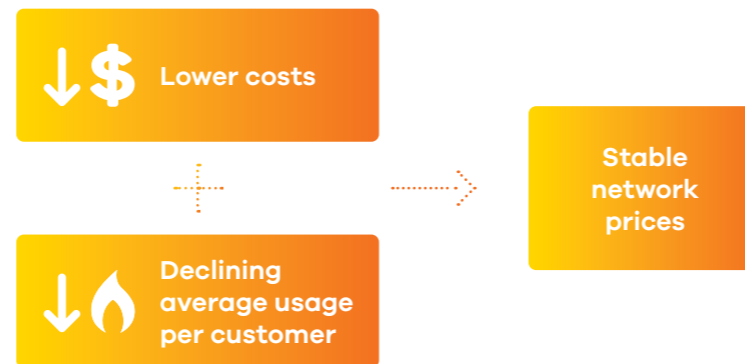 $ Lower costs
Declining
average usage
per customer
Stable
network
prices